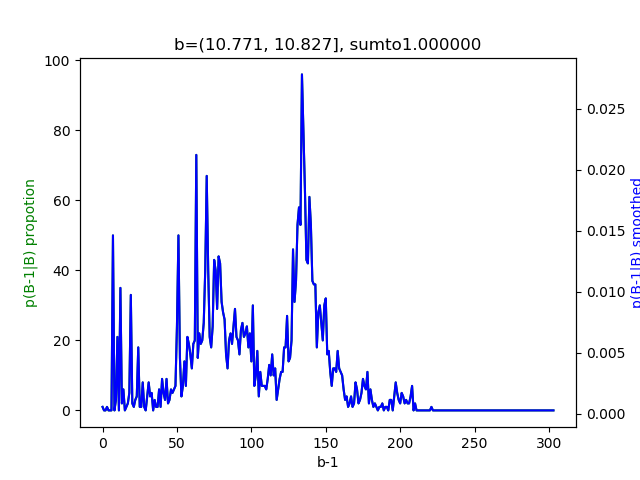 b=(10.771, 10.827], sumto1.000000
100
80
60
40
20
0
p(B-1|B) propotion
0.025
0.020
0.015
0.010
0.005
0.000
p(B-1|B) smoothed
0 50 100 150 200 250 300
b-1